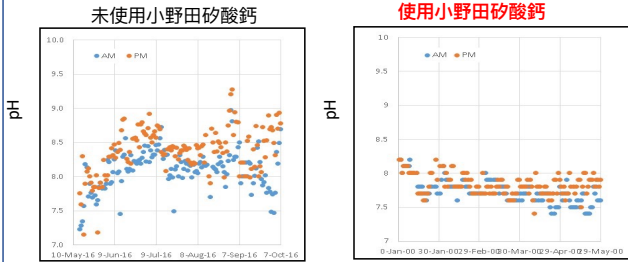 未使用小野田矽酸鈣
pH
10.0
9.5
9.0
8.5
8.0
7.5
7.0
AM PM
10-May-16 9-Jun-16 9-Jul-16 8-Aug-16 7-Sep-16 7-Oct-16
使用小野田矽酸鈣
pH
10
9.5
9
8.5
8
7.5
7
AM PM
0-Jan-00 30-Jan-00 29-Feb-00 30-Mar-00 29-Apr-00 29-May-00